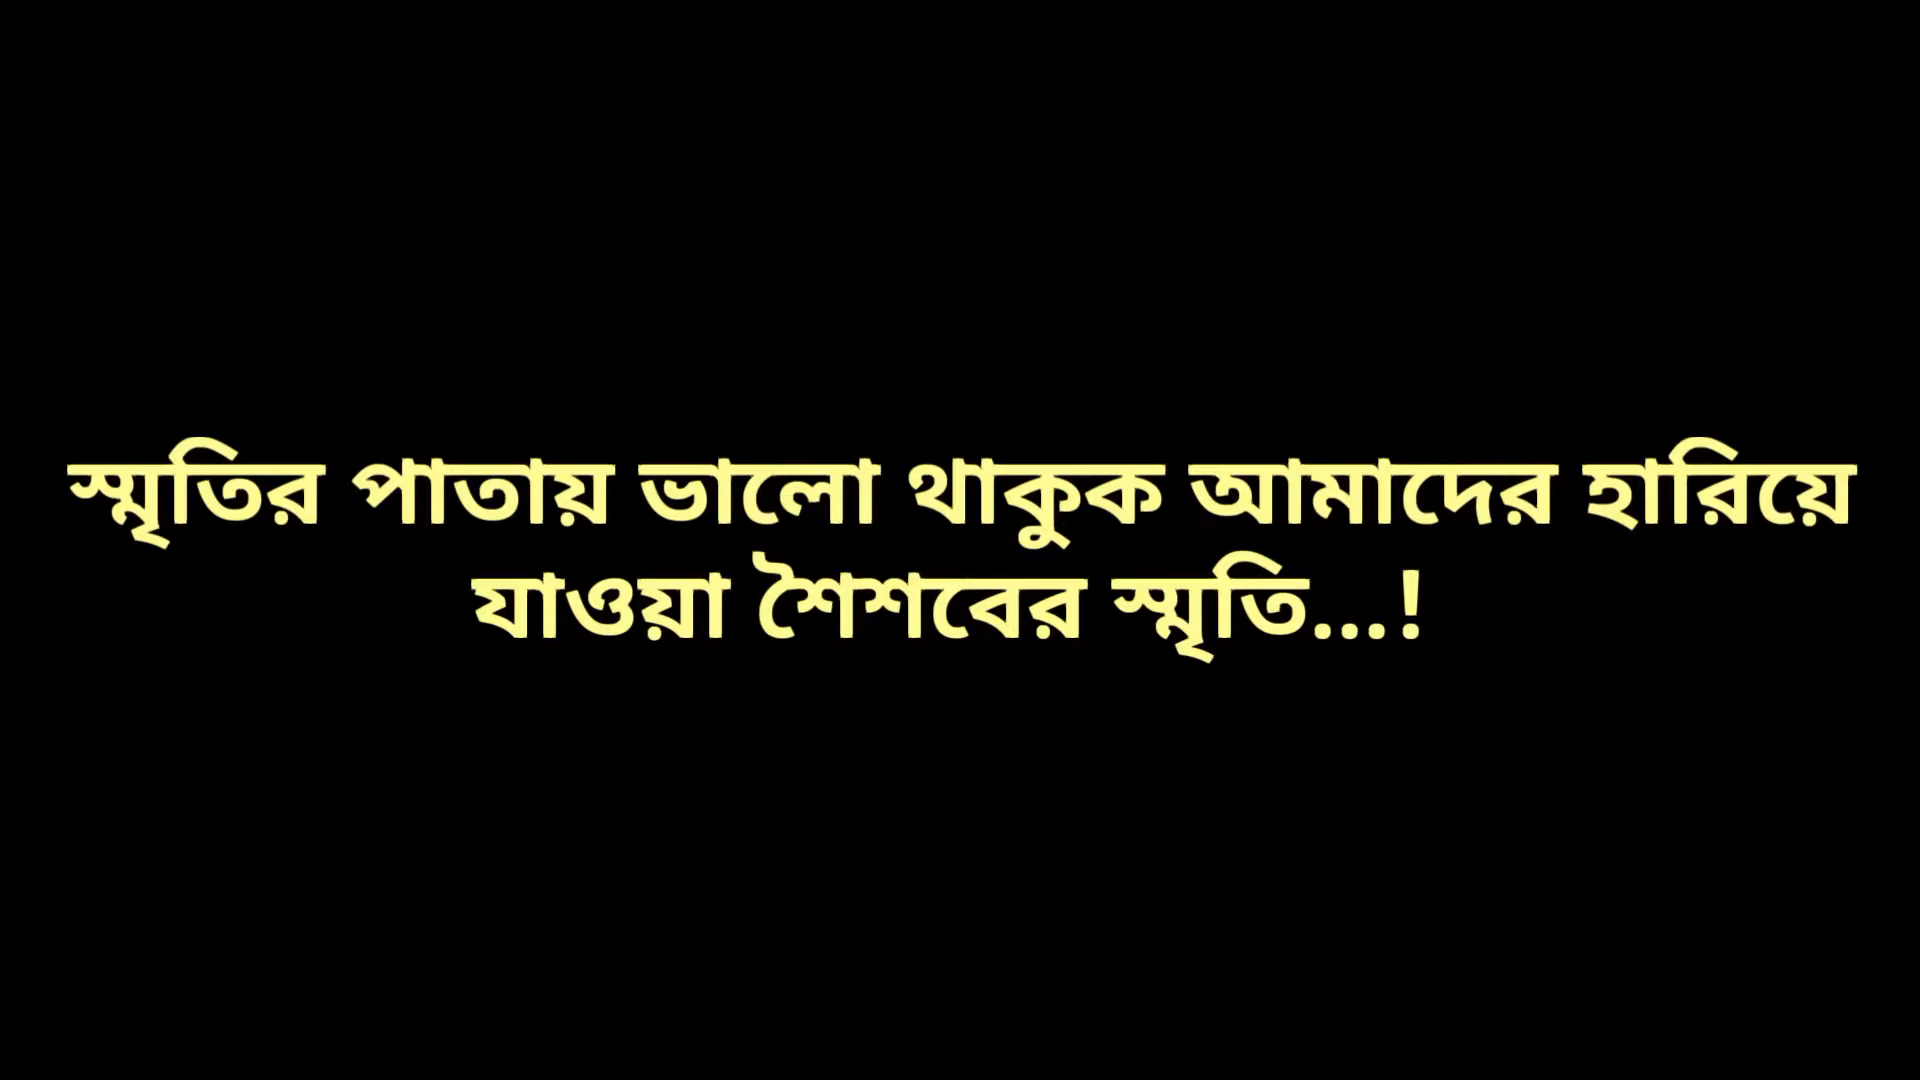 স্মৃতির পাতায় ভালো থাকুক আমাদের হারিয়ে
যাওয়া শৈশবের স্মৃতি...!